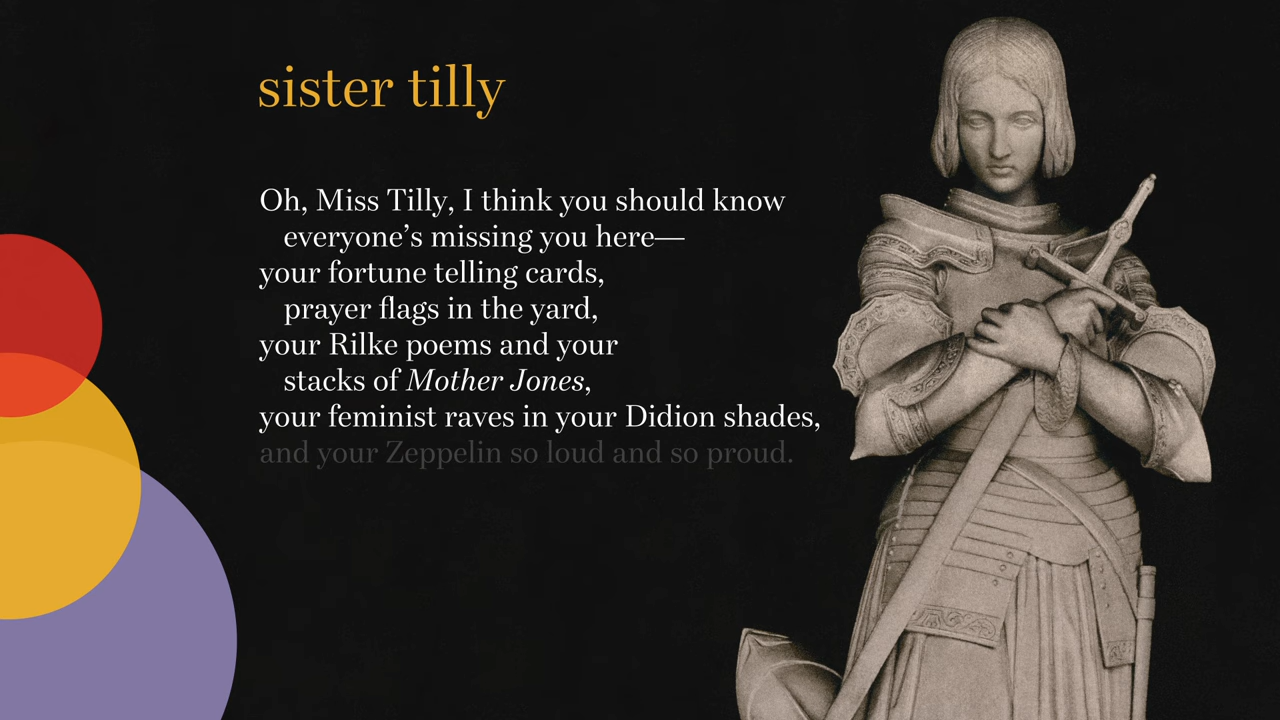 sister tilly
Oh, Miss Tilly, I think you should know
everyone’s missing you here—
your fortune telling cards,
prayer flags in the yard,
your Rilke poems and your
stacks of Mother Jones,
your feminist raves in your Didion shades,
and your Zeppelin so loud and so proud.